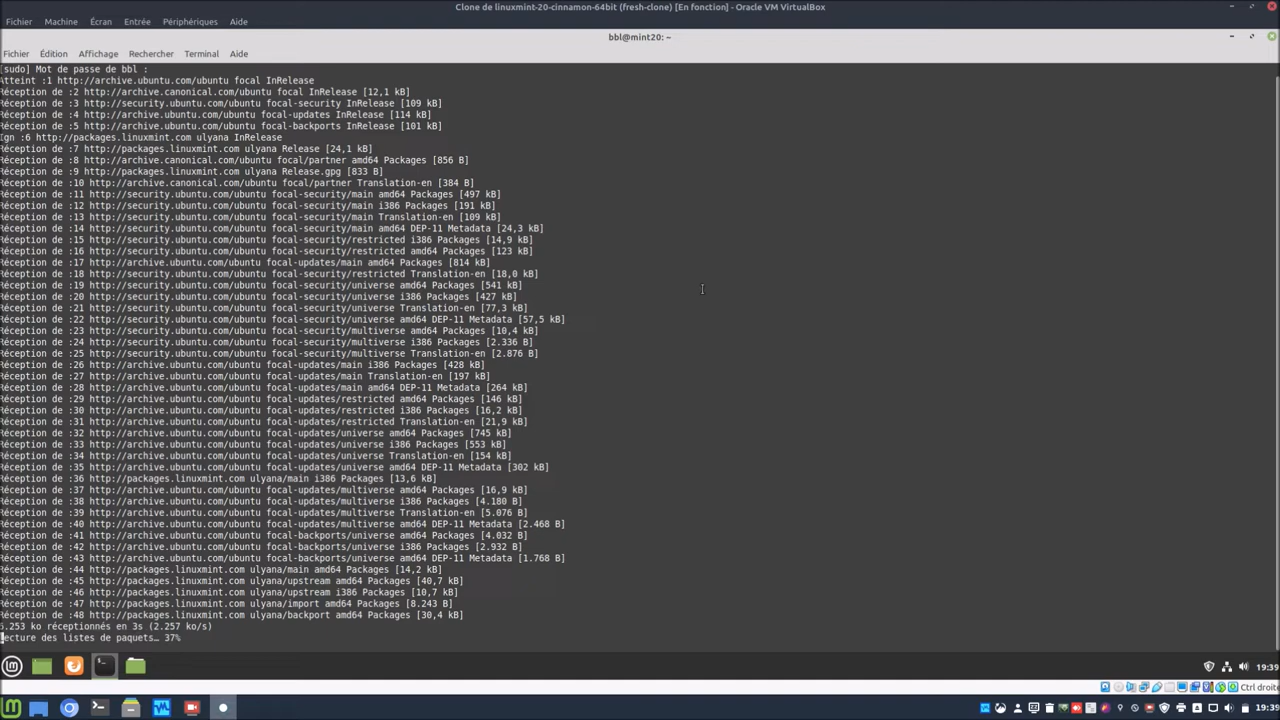 Clone de linuxmint-20-cinnamon-64bit (fresh-clone) [En fonction] - Oracle VM VirtualBox
Fichier Machine Écran Entrée Périphériques Aide
bbl@mint20: ~
Fichier Édition Affichage Rechercher Terminal Aide
[sudo] Mot de passe de bbl :
Atteint :1 http://archive.ubuntu.com/ubuntu focal InRelease
Réception de :2 http://archive.canonical.com/ubuntu focal InRelease [12,1 kB]
Réception de :3 http://security.ubuntu.com/ubuntu focal-security InRelease [109 kB]
Réception de :4 http://archive.ubuntu.com/ubuntu focal-updates InRelease [114 kB]
Réception de :5 http://archive.ubuntu.com/ubuntu focal-backports InRelease [101 kB]
Ign :6 http://packages.linuxmint.com ulyana InRelease
Réception de :7 http://packages.linuxmint.com ulyana Release [24,1 kB]
Réception de :8 http://archive.canonical.com/ubuntu focal/partner amd64 Packages [856 B]
Réception de :9 http://packages.linuxmint.com ulyana Release.gpg [833 B]
Réception de :10 http://archive.canonical.com/ubuntu focal/partner Translation-en [384 B]
Réception de :11 http://security.ubuntu.com/ubuntu focal-security/main amd64 Packages [497 kB]
Réception de :12 http://security.ubuntu.com/ubuntu focal-security/main i386 Packages [191 kB]
Réception de :13 http://security.ubuntu.com/ubuntu focal-security/main Translation-en [109 kB]
Réception de :14 http://security.ubuntu.com/ubuntu focal-security/main amd64 DEP-11 Metadata [24,3 kB]
Réception de :15 http://security.ubuntu.com/ubuntu focal-security/restricted i386 Packages [14,9 kB]
Réception de :16 http://security.ubuntu.com/ubuntu focal-security/restricted amd64 Packages [123 kB]
Réception de :17 http://archive.ubuntu.com/ubuntu focal-updates/main amd64 Packages [814 kB]
Réception de :18 http://security.ubuntu.com/ubuntu focal-security/restricted Translation-en [18,0 kB]
Réception de :19 http://security.ubuntu.com/ubuntu focal-security/universe amd64 Packages [541 kB]
Réception de :20 http://security.ubuntu.com/ubuntu focal-security/universe i386 Packages [427 kB]
Réception de :21 http://security.ubuntu.com/ubuntu focal-security/universe Translation-en [77,3 kB]
Réception de :22 http://security.ubuntu.com/ubuntu focal-security/universe amd64 DEP-11 Metadata [57,5 kB]
Réception de :23 http://security.ubuntu.com/ubuntu focal-security/multiverse amd64 Packages [10,4 kB]
Réception de :24 http://security.ubuntu.com/ubuntu focal-security/multiverse i386 Packages [2.336 B]
Réception de :25 http://security.ubuntu.com/ubuntu focal-security/multiverse Translation-en [2.876 B]
Réception de :26 http://archive.ubuntu.com/ubuntu focal-updates/main i386 Packages [428 kB]
Réception de :27 http://archive.ubuntu.com/ubuntu focal-updates/main Translation-en [197 kB]
Réception de :28 http://archive.ubuntu.com/ubuntu focal-updates/main amd64 DEP-11 Metadata [264 kB]
Réception de :29 http://archive.ubuntu.com/ubuntu focal-updates/restricted amd64 Packages [146 kB]
Réception de :30 http://archive.ubuntu.com/ubuntu focal-updates/restricted i386 Packages [16,2 kB]
Réception de :31 http://archive.ubuntu.com/ubuntu focal-updates/restricted Translation-en [21,9 kB]
Réception de :32 http://archive.ubuntu.com/ubuntu focal-updates/universe amd64 Packages [745 kB]
Réception de :33 http://archive.ubuntu.com/ubuntu focal-updates/universe i386 Packages [553 kB]
Réception de :34 http://archive.ubuntu.com/ubuntu focal-updates/universe Translation-en [154 kB]
Réception de :35 http://archive.ubuntu.com/ubuntu focal-updates/universe amd64 DEP-11 Metadata [302 kB]
Réception de :36 http://packages.linuxmint.com ulyana/main i386 Packages [13,6 kB]
Réception de :37 http://archive.ubuntu.com/ubuntu focal-updates/multiverse amd64 Packages [16,9 kB]
Réception de :38 http://archive.ubuntu.com/ubuntu focal-updates/multiverse i386 Packages [4.180 B]
Réception de :39 http://archive.ubuntu.com/ubuntu focal-updates/multiverse Translation-en [5.076 B]
Réception de :40 http://archive.ubuntu.com/ubuntu focal-updates/multiverse amd64 DEP-11 Metadata [2.468 B]
Réception de :41 http://archive.ubuntu.com/ubuntu focal-backports/universe amd64 Packages [4.032 B]
Réception de :42 http://archive.ubuntu.com/ubuntu focal-backports/universe i386 Packages [2.932 B]
Réception de :43 http://archive.ubuntu.com/ubuntu focal-backports/universe amd64 DEP-11 Metadata [1.768 B]
Réception de :44 http://packages.linuxmint.com ulyana/main amd64 Packages [14,2 kB]
Réception de :45 http://packages.linuxmint.com ulyana/upstream amd64 Packages [40,7 kB]
Réception de :46 http://packages.linuxmint.com ulyana/upstream i386 Packages [10,7 kB]
Réception de :47 http://packages.linuxmint.com ulyana/import amd64 Packages [8.243 B]
Réception de :48 http://packages.linuxmint.com ulyana/backport amd64 Packages [30,4 kB]
6.253 ko réceptionnés en 3s (2.257 ko/s)
Lecture des listes de paquets… 37%
19:39
Ctrl droite
19:39